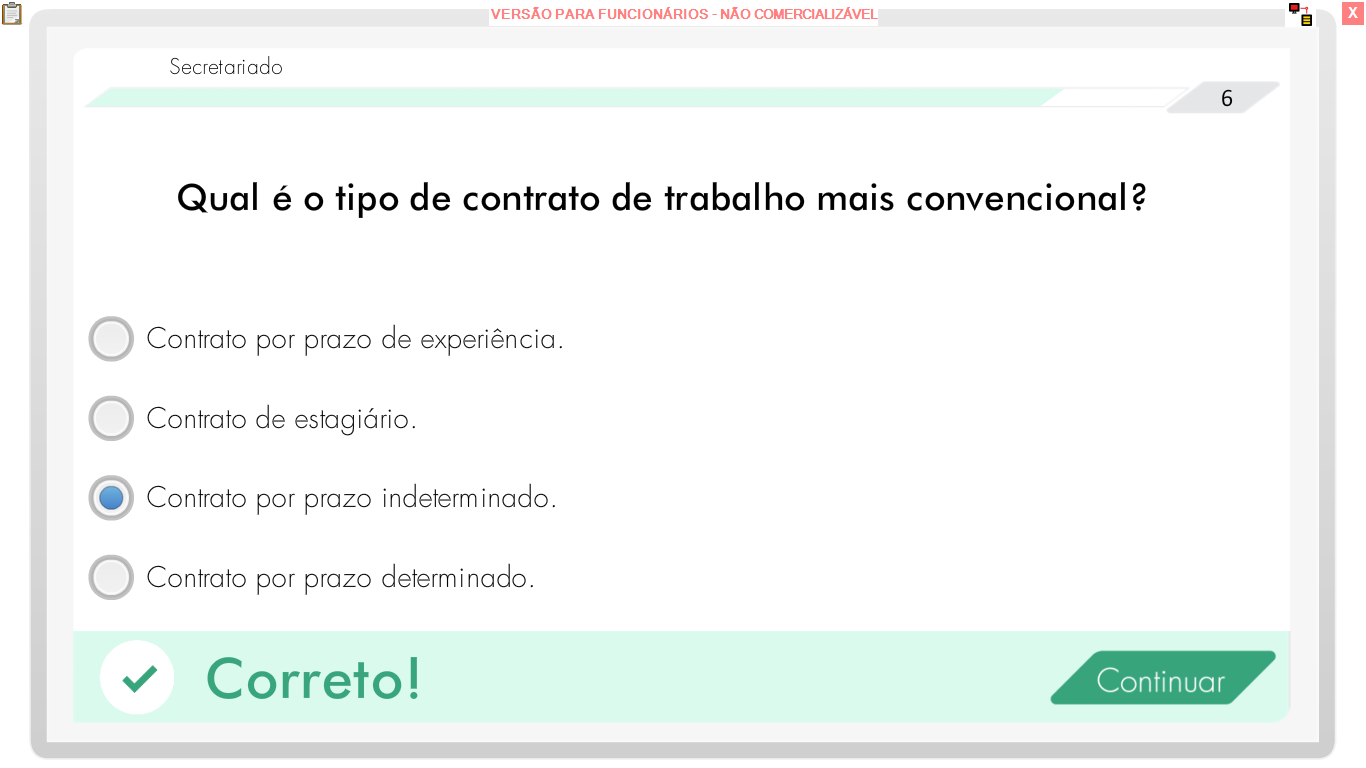 VERSÃO PARA FUNCIONÁRIOS - NÃO COMERCIALIZÁVEL
X
Secretariado
6
Qual é o tipo de contrato de trabalho mais convencional?
Contrato por prazo de experiência.
Contrato de estagiário.
Contrato por prazo indeterminado.
Contrato por prazo determinado.
Correto!
Continuar